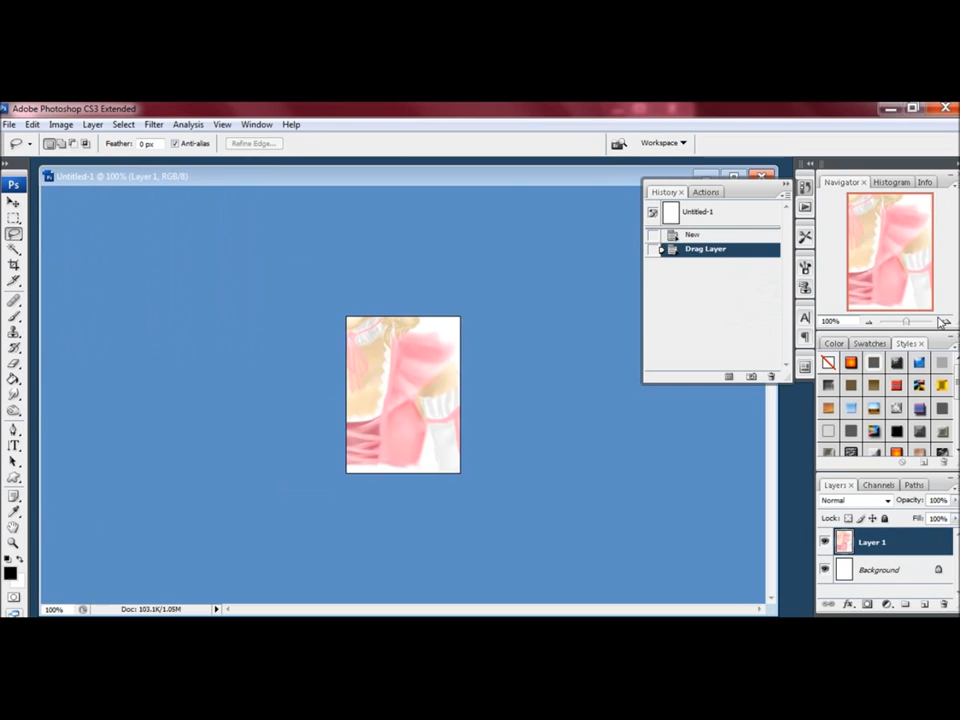 Adobe Photoshop CS3 Extended
File Edit Image Layer Select Filter Analysis View Window Help
Feather: 0 px Anti-alias Refine Edge... Workspace
Ps Untitled-1 @ 100% (Layer 1, RGB/8)
History Actions
Untitled-1
New
Drag Layer
Navigator Histogram Info
100%
Color Swatches Styles
Layers Channels Paths
Normal Opacity: 100%
Lock: Fill: 100%
Layer 1
Background
100% Doc: 103.1K/1.05M